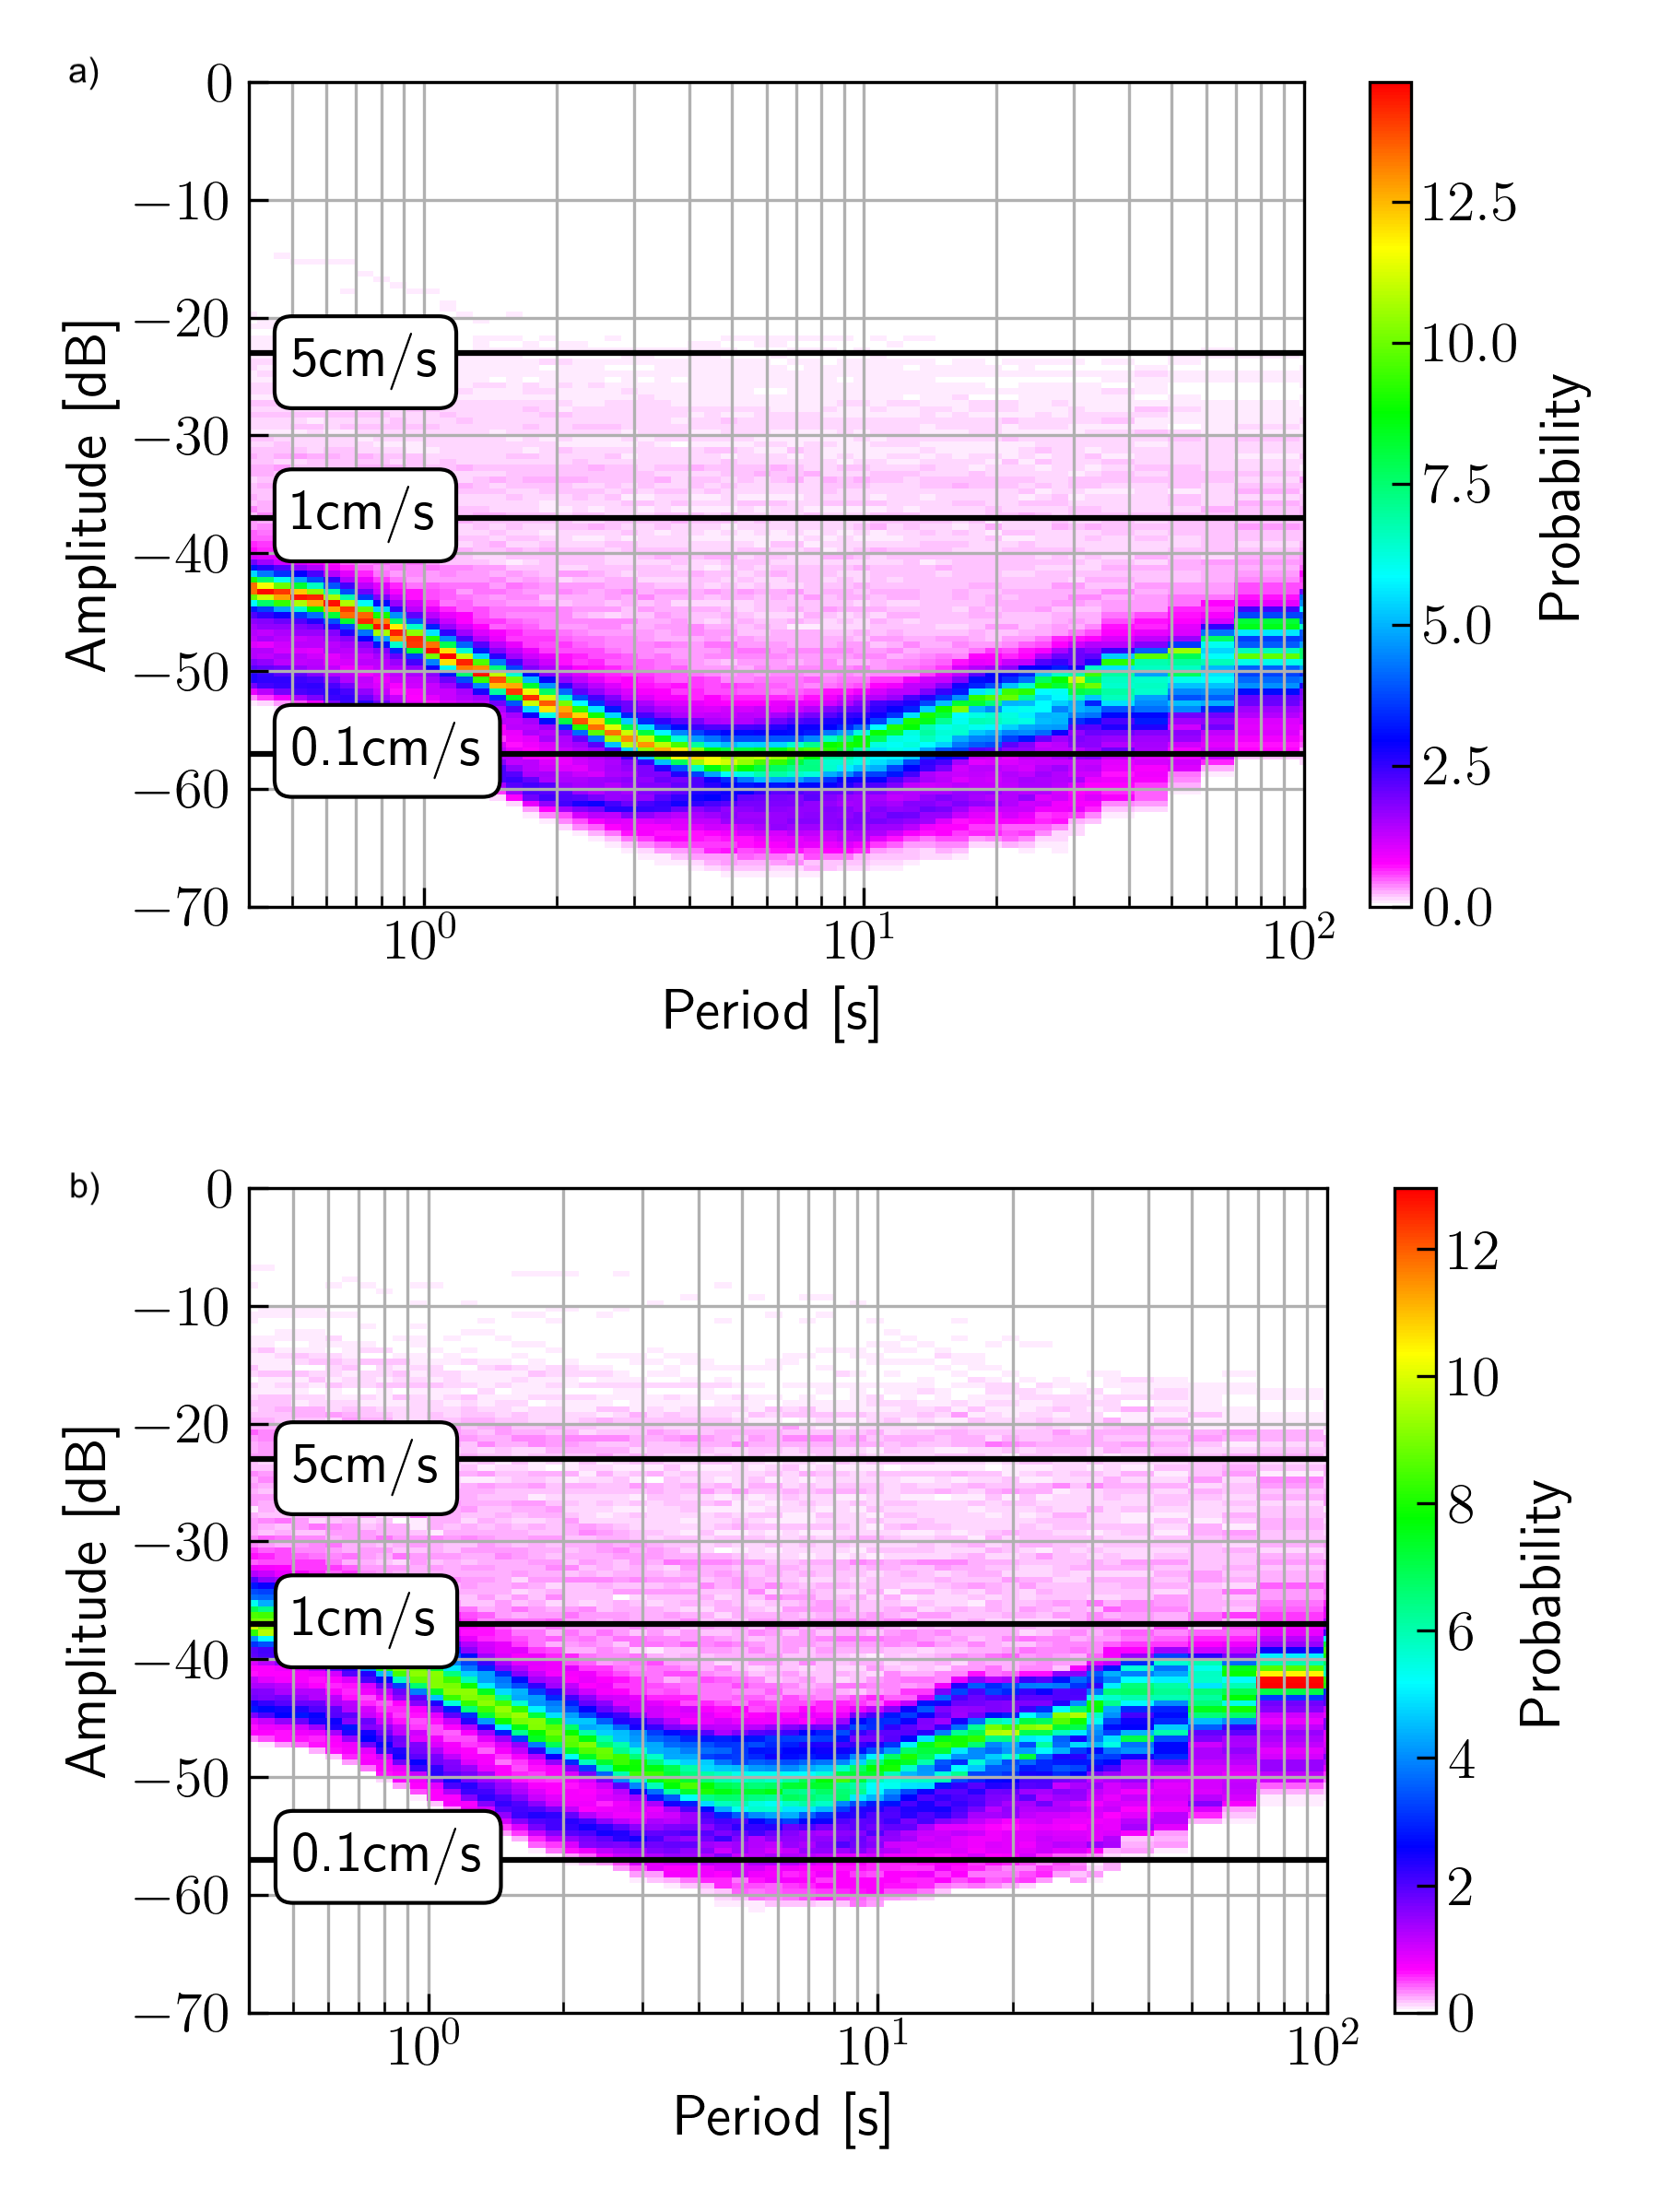 a)
0
−10
−20
−30
−40
−50
−60
−70
Amplitude [dB]
5cm/s
1cm/s
0.1cm/s
10⁰
10¹
10²
Period [s]
12.5
10.0
7.5
5.0
2.5
0.0
Probability
b)
0
−10
−20
−30
−40
−50
−60
−70
Amplitude [dB]
5cm/s
1cm/s
0.1cm/s
10⁰
10¹
10²
Period [s]
12
10
8
6
4
2
0
Probability